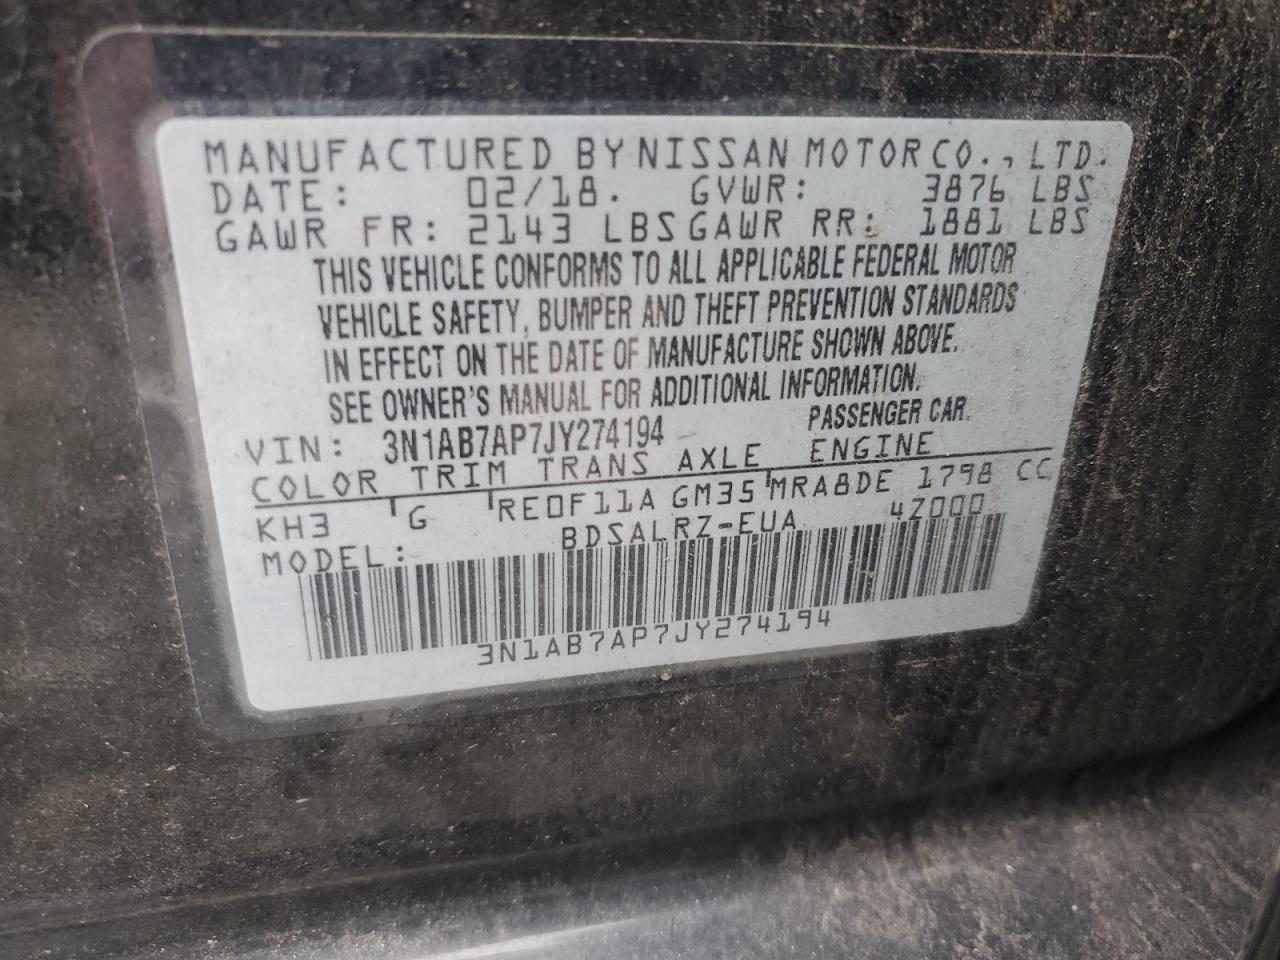 MANUFACTURED BY NISSAN MOTOR CO., LTD.
DATE: 02/18. GVWR: 3876 LBS
GAWR FR: 2143 LBS GAWR RR: 1881 LBS
THIS VEHICLE CONFORMS TO ALL APPLICABLE FEDERAL MOTOR
VEHICLE SAFETY, BUMPER AND THEFT PREVENTION STANDARDS
IN EFFECT ON THE DATE OF MANUFACTURE SHOWN ABOVE.
SEE OWNER'S MANUAL FOR ADDITIONAL INFORMATION.
VIN: 3N1AB7AP7JY274194 PASSENGER CAR.
COLOR TRIM TRANS AXLE ENGINE
KH3 G RE0F11A GM35 MRA8DE 1798 CC
MODEL: BDSALRZ-EUA 4Z000
3N1AB7AP7JY274194